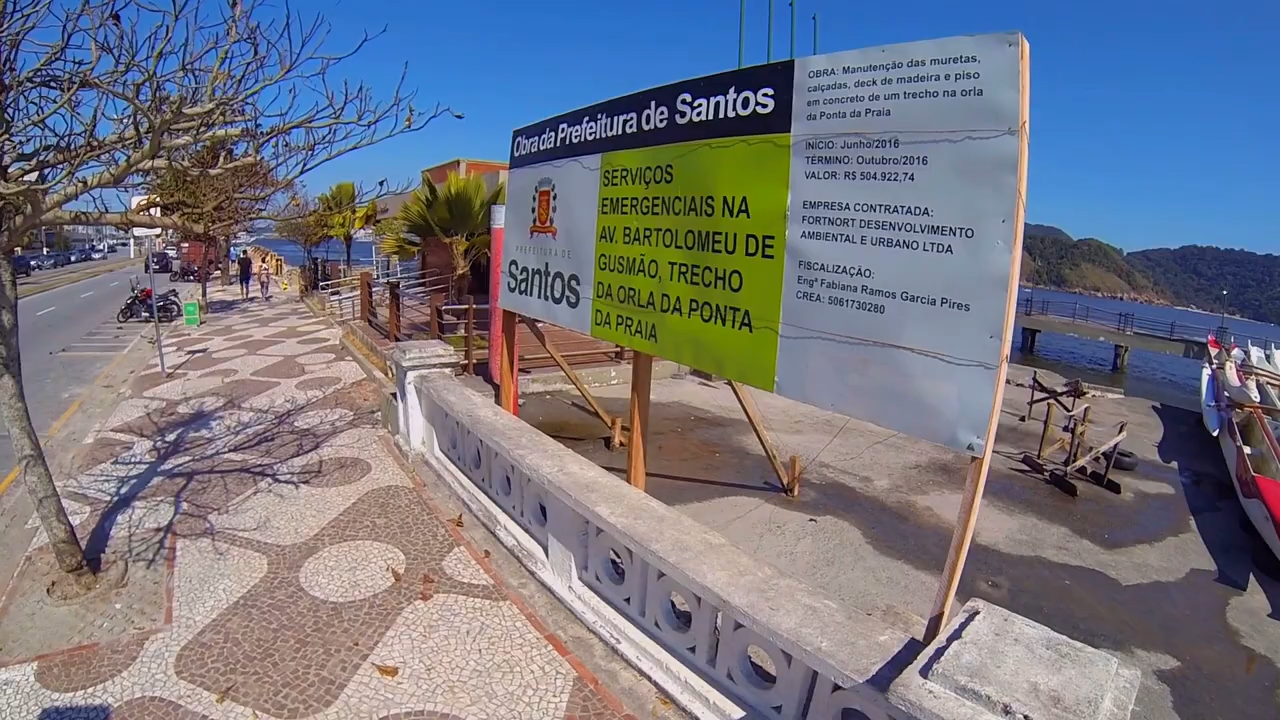 Obra da Prefeitura de Santos
PREFEITURA DE
Santos
SERVIÇOS
EMERGENCIAIS NA
AV. BARTOLOMEU DE
GUSMÃO, TRECHO
DA ORLA DA PONTA
DA PRAIA
OBRA: Manutenção das muretas,
calçadas, deck de madeira e piso
em concreto de um trecho na orla
da Ponta da Praia
INÍCIO: Junho/2016
TÉRMINO: Outubro/2016
VALOR: R$ 504.922,74
EMPRESA CONTRATADA:
FORTNORT DESENVOLVIMENTO
AMBIENTAL E URBANO LTDA
FISCALIZAÇÃO:
Engª Fabiana Ramos Garcia Pires
CREA: 5061730280